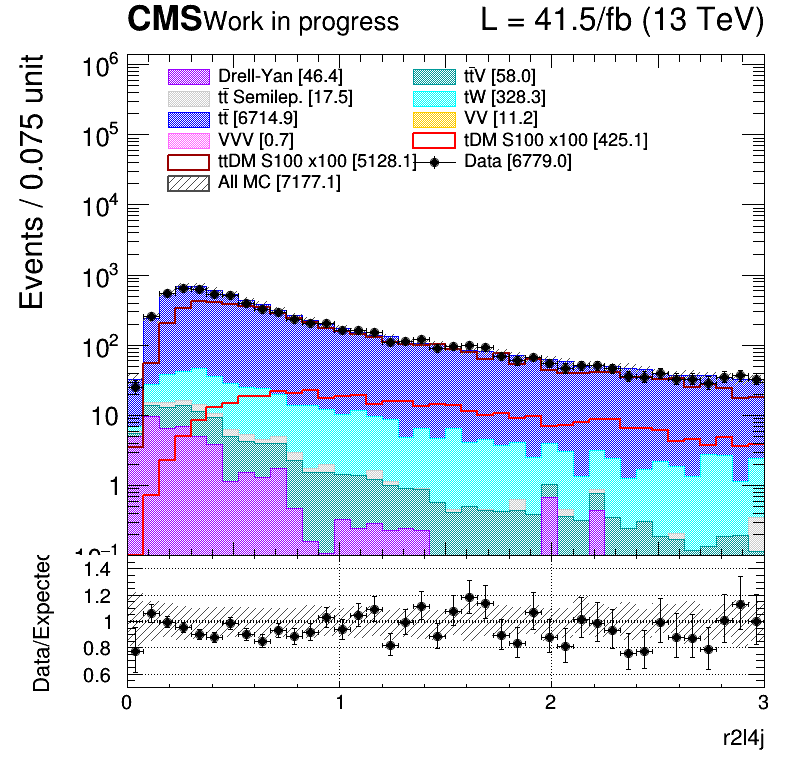 CMS Work in progress L = 41.5/fb (13 TeV)
Events / 0.075 unit
10⁶
10⁵
10⁴
10³
10²
10
1
10⁻¹
Drell-Yan [46.4]
tt̄V [58.0]
tt̄ Semilep. [17.5]
tW [328.3]
tt̄ [6714.9]
VV [11.2]
VVV [0.7]
tDM S100 x100 [425.1]
ttDM S100 x100 [5128.1]
Data [6779.0]
All MC [7177.1]
Data/Expected
1.4
1.2
1
0.8
0.6
0 1 2 3
r2l4j